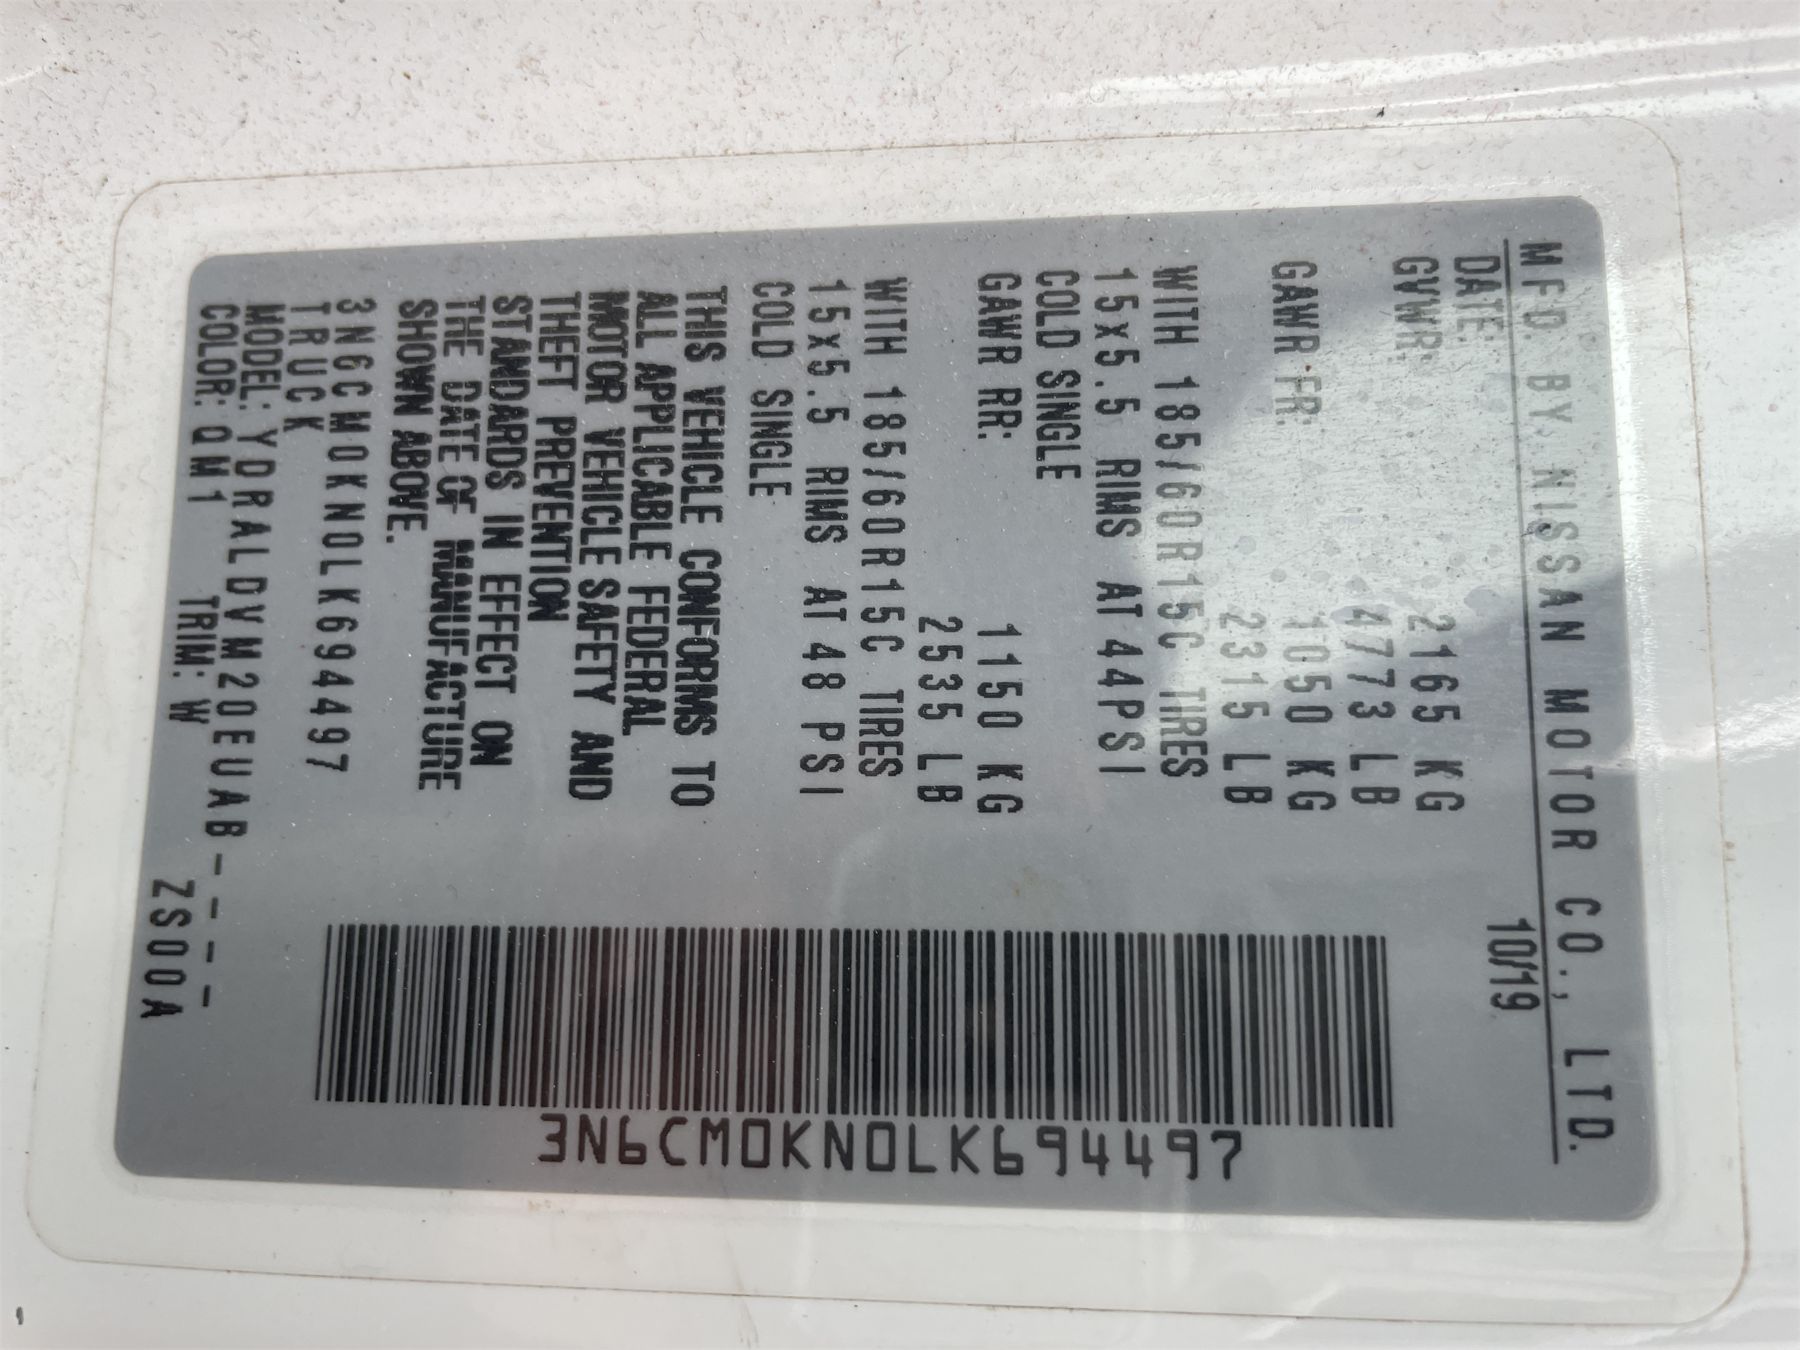 MFD. BY NISSAN MOTOR CO., LTD.
DATE: 10/19
GVWR: 2165 KG
4773 LB
GAWR FR: 1050 KG
2315 LB
WITH 185/60R15C TIRES
15x5.5 RIMS AT 44PSI
COLD SINGLE
GAWR RR: 1150 KG
2535 LB
WITH 185/60R15C TIRES
15x5.5 RIMS AT 48 PSI
COLD SINGLE
THIS VEHICLE CONFORMS TO
ALL APPLICABLE FEDERAL
MOTOR VEHICLE SAFETY AND
THEFT PREVENTION
STANDARDS IN EFFECT ON
THE DATE OF MANUFACTURE
SHOWN ABOVE.
3N6CM0KN0LK694497
TRUCK
MODEL: YDRALDVM20EUAB----
COLOR: QM1 TRIM: W ZS00A
3N6CM0KN0LK694497